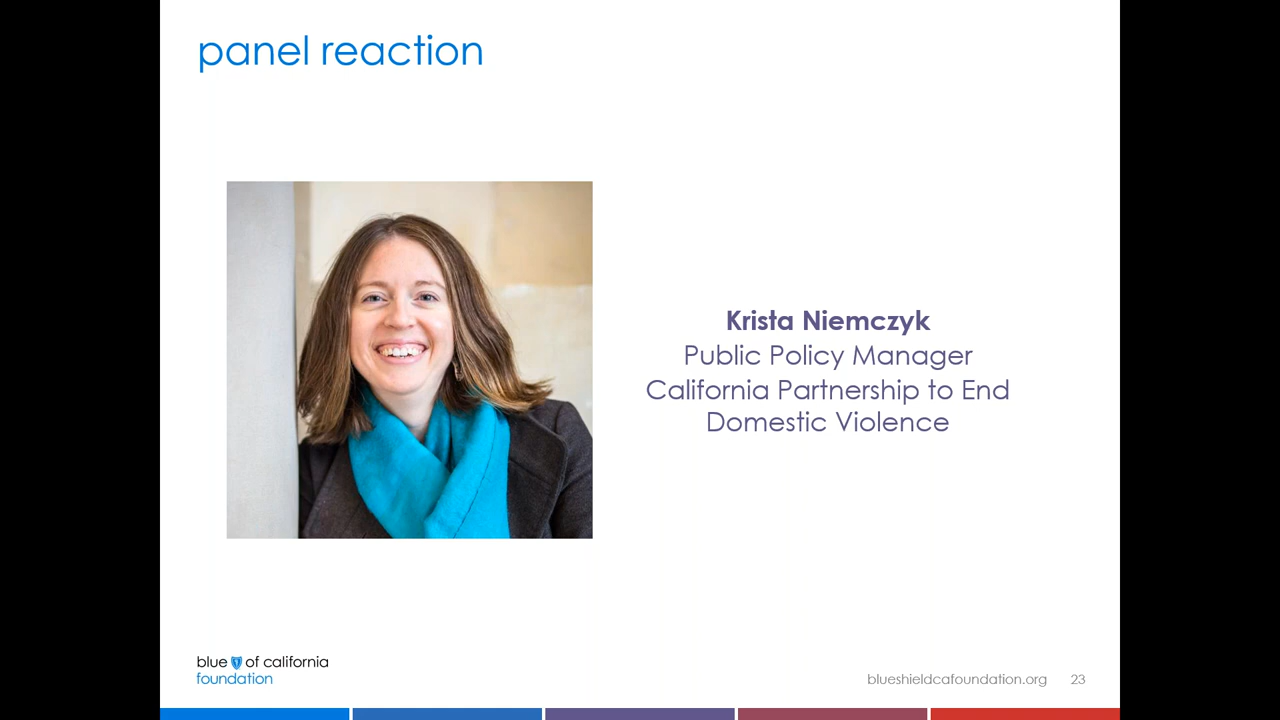 panel reaction
Krista Niemczyk
Public Policy Manager
California Partnership to End
Domestic Violence
blue of california
foundation
blueshieldcafoundation.org 23